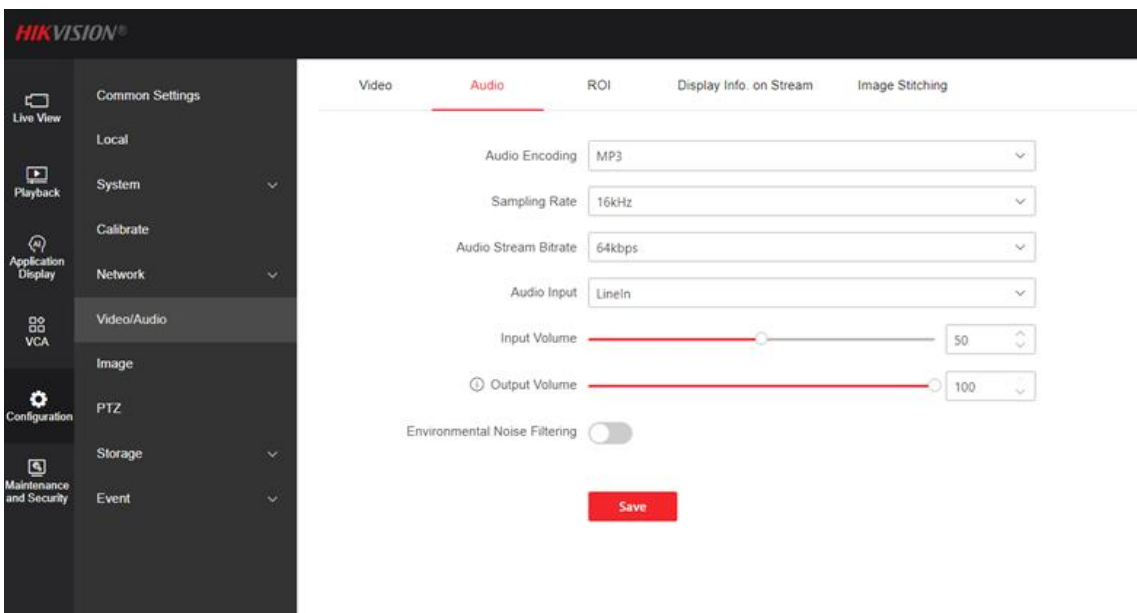 HIKVISION®
Live View
Playback
Application
Display
VCA
Configuration
Maintenance
and Security
Common Settings
Local
System
Calibrate
Network
Video/Audio
Image
PTZ
Storage
Event
Video Audio ROI Display Info. on Stream Image Stitching
Audio Encoding MP3
Sampling Rate 16kHz
Audio Stream Bitrate 64kbps
Audio Input LineIn
Input Volume 50
Output Volume 100
Environmental Noise Filtering
Save